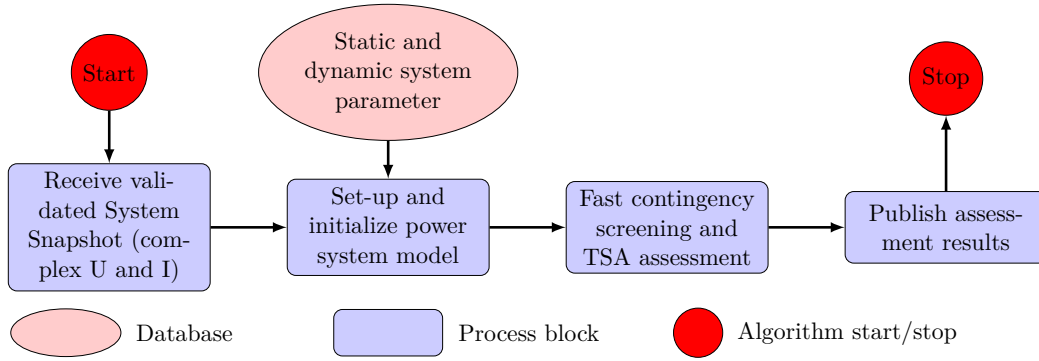 Start
Static and
dynamic system
parameter
Stop
Receive vali-
dated System
Snapshot (com-
plex U and I)
Set-up and
initialize power
system model
Fast contingency
screening and
TSA assessment
Publish assess-
ment results
Database
Process block
Algorithm start/stop